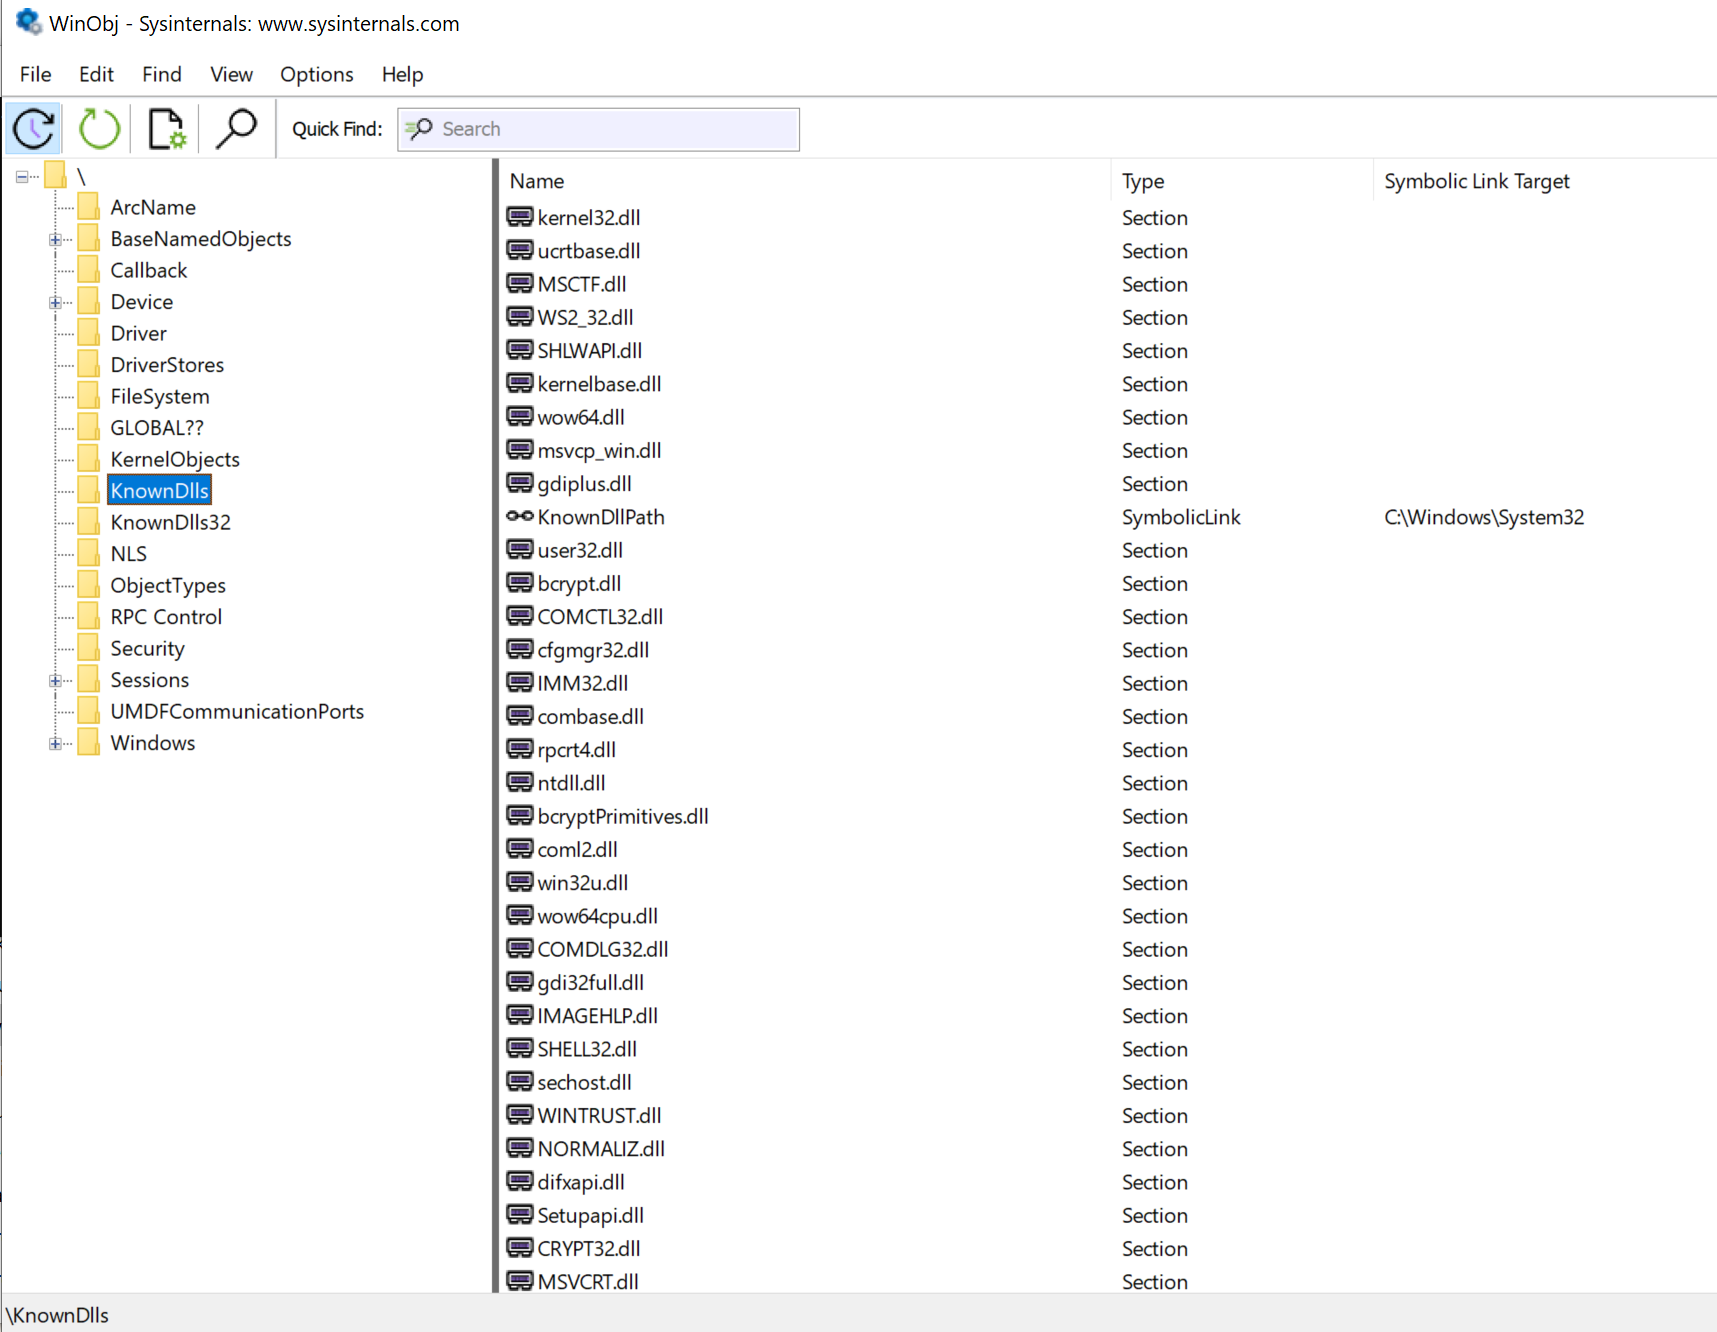 WinObj - Sysinternals: www.sysinternals.com
File Edit Find View Options Help
Quick Find: Search
\
ArcName
BaseNamedObjects
Callback
Device
Driver
DriverStores
FileSystem
GLOBAL??
KernelObjects
KnownDlls
KnownDlls32
NLS
ObjectTypes
RPC Control
Security
Sessions
UMDFCommunicationPorts
Windows
Name Type Symbolic Link Target
kernel32.dll Section
ucrtbase.dll Section
MSCTF.dll Section
WS2_32.dll Section
SHLWAPI.dll Section
kernelbase.dll Section
wow64.dll Section
msvcp_win.dll Section
gdiplus.dll Section
KnownDllPath SymbolicLink C:\Windows\System32
user32.dll Section
bcrypt.dll Section
COMCTL32.dll Section
cfgmgr32.dll Section
IMM32.dll Section
combase.dll Section
rpcrt4.dll Section
ntdll.dll Section
bcryptPrimitives.dll Section
coml2.dll Section
win32u.dll Section
wow64cpu.dll Section
COMDLG32.dll Section
gdi32full.dll Section
IMAGEHLP.dll Section
SHELL32.dll Section
sechost.dll Section
WINTRUST.dll Section
NORMALIZ.dll Section
difxapi.dll Section
Setupapi.dll Section
CRYPT32.dll Section
MSVCRT.dll Section
\KnownDlls